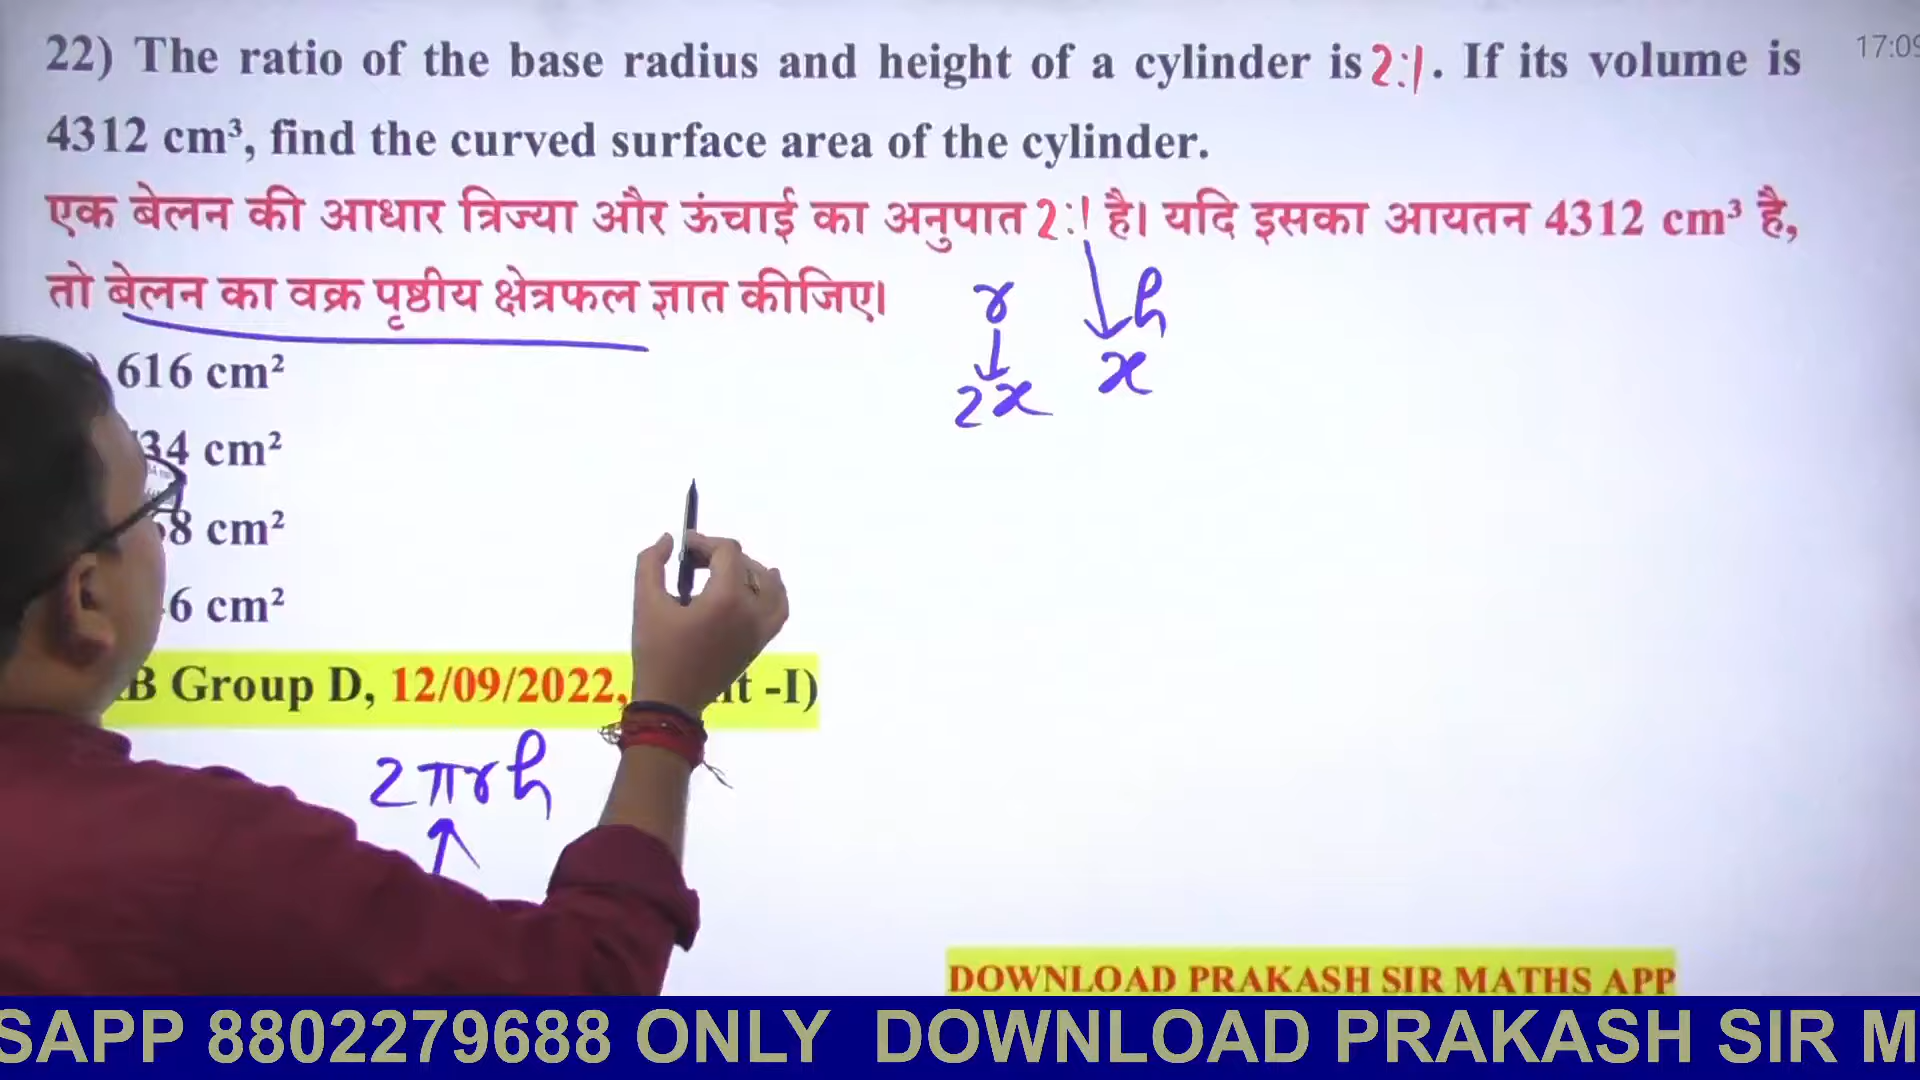 22) The ratio of the base radius and height of a cylinder is 2:1. If its volume is
17:09
4312 cm³, find the curved surface area of the cylinder.
एक बेलन की आधार त्रिज्या और ऊंचाई का अनुपात 2:1 है। यदि इसका आयतन 4312 cm³ है,
तो बेलन का वक्र पृष्ठीय क्षेत्रफल ज्ञात कीजिए।
r h
2x x
616 cm²
34 cm²
8 cm²
6 cm²
B Group D, 12/09/2022, -I)
2πrh
DOWNLOAD PRAKASH SIR MATHS APP
SAPP 8802279688 ONLY DOWNLOAD PRAKASH SIR M